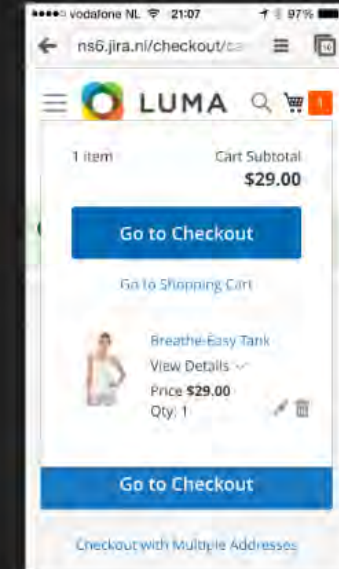 vodafone NL 21:07 97%
ns6.jira.nl/checkout/ca
LUMA 1
1 item Cart Subtotal
$29.00
Go to Checkout
Go to Shopping Cart
Breathe-Easy Tank
View Details
Price $29.00
Qty: 1
Go to Checkout
Checkout with Multiple Addresses